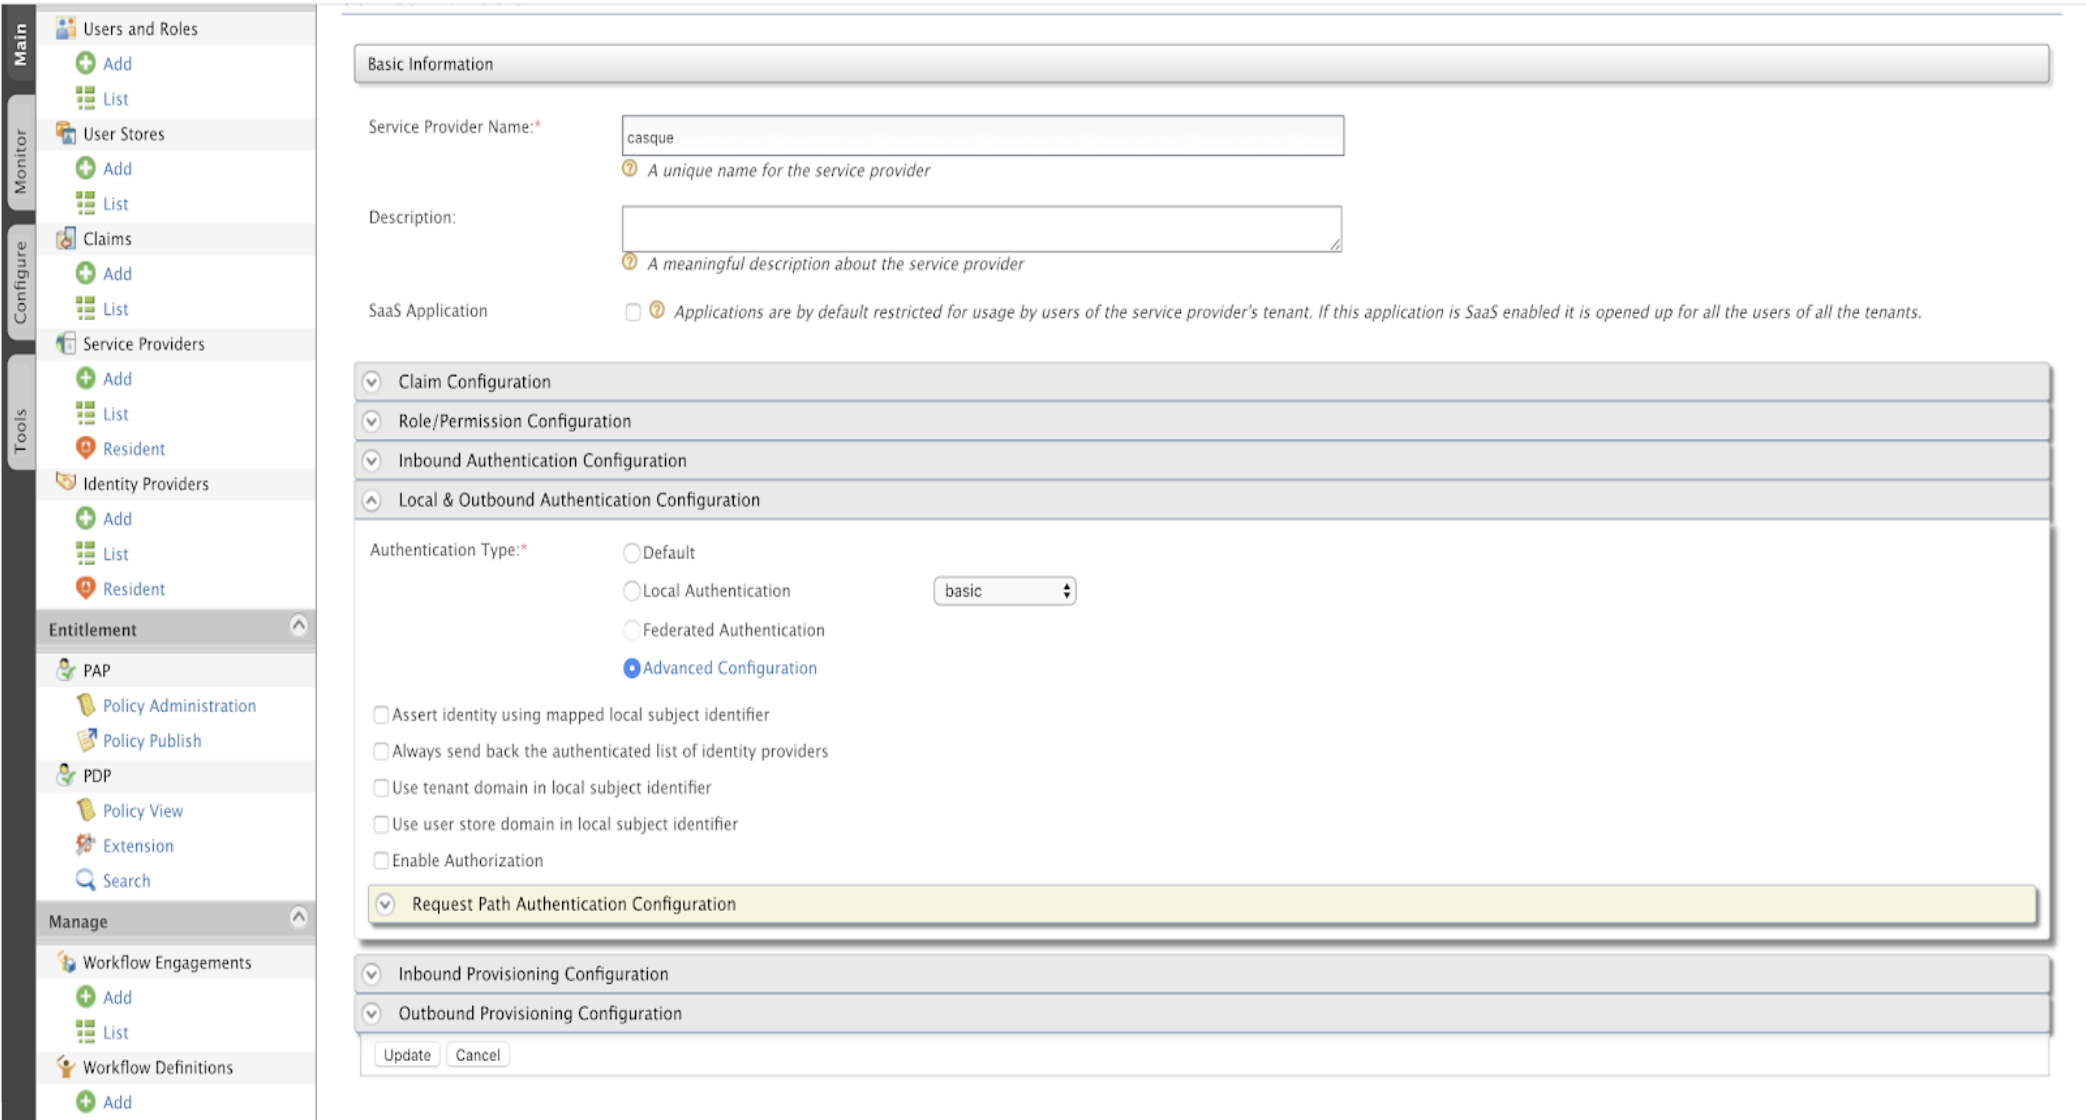 Main
Monitor
Configure
Tools
Users and Roles
Add
List
User Stores
Add
List
Claims
Add
List
Service Providers
Add
List
Resident
Identity Providers
Add
List
Resident
Entitlement
PAP
Policy Administration
Policy Publish
PDP
Policy View
Extension
Search
Manage
Workflow Engagements
Add
List
Workflow Definitions
Add
Basic Information
Service Provider Name:*
casque
A unique name for the service provider
Description:
A meaningful description about the service provider
SaaS Application
Applications are by default restricted for usage by users of the service provider's tenant. If this application is SaaS enabled it is opened up for all the users of all the tenants.
Claim Configuration
Role/Permission Configuration
Inbound Authentication Configuration
Local & Outbound Authentication Configuration
Authentication Type:*
Default
Local Authentication
basic
Federated Authentication
Advanced Configuration
Assert identity using mapped local subject identifier
Always send back the authenticated list of identity providers
Use tenant domain in local subject identifier
Use user store domain in local subject identifier
Enable Authorization
Request Path Authentication Configuration
Inbound Provisioning Configuration
Outbound Provisioning Configuration
Update Cancel